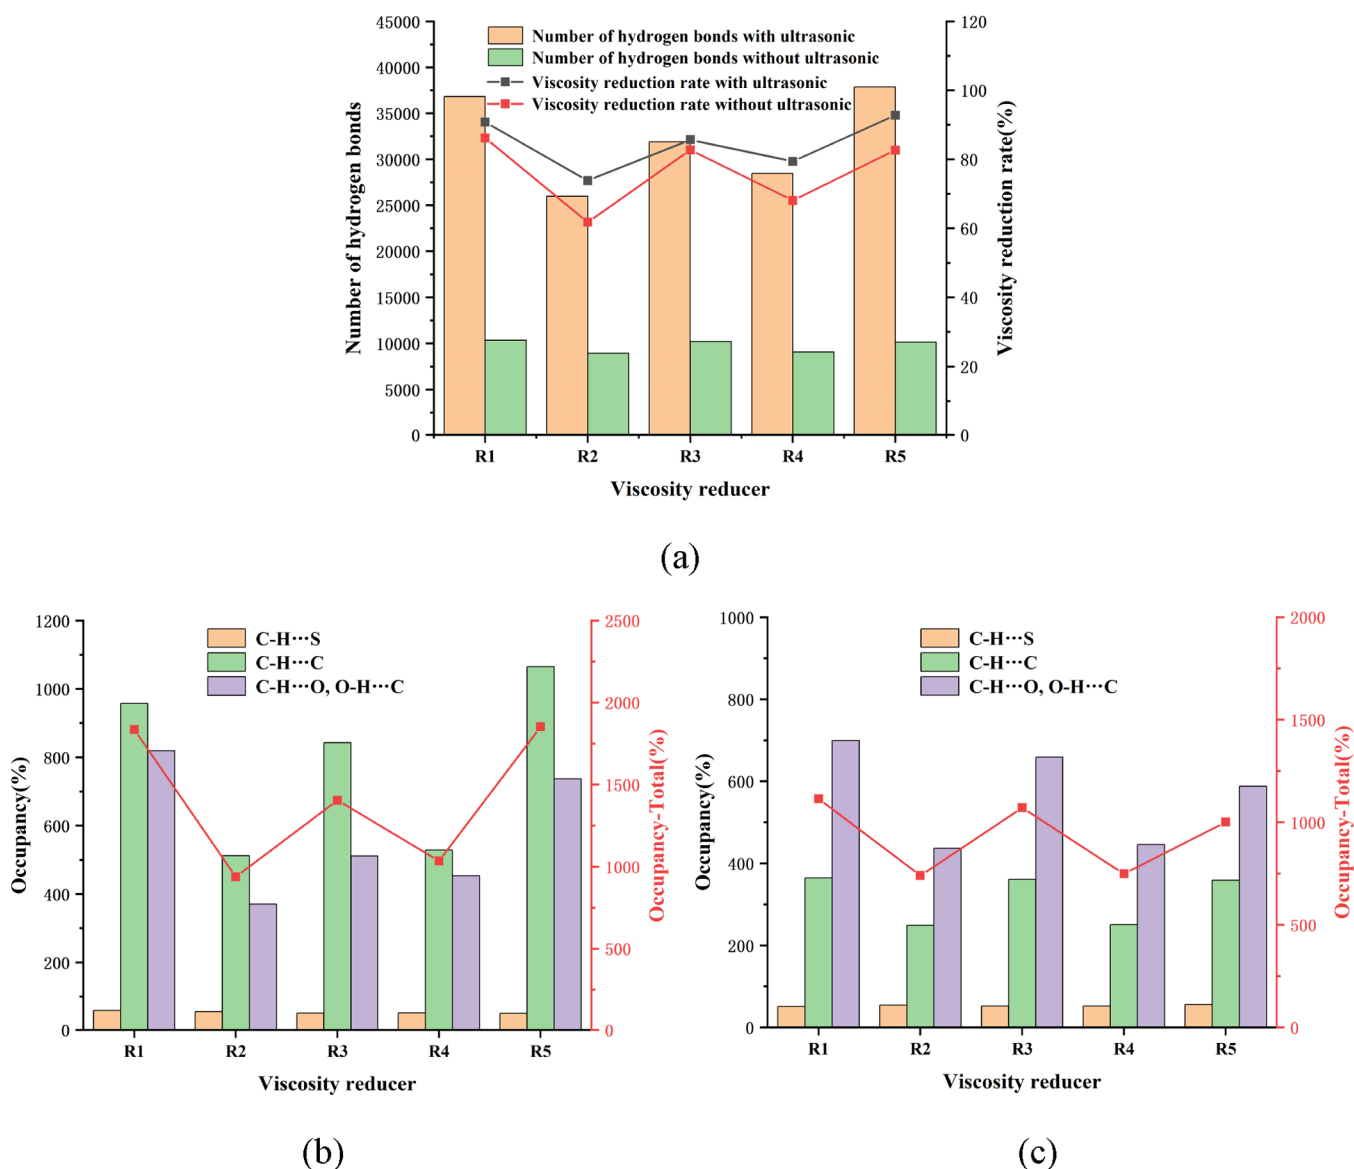 Number of hydrogen bonds with ultrasonic
Number of hydrogen bonds without ultrasonic
Viscosity reduction rate with ultrasonic
Viscosity reduction rate without ultrasonic
Number of hydrogen bonds
45000
40000
35000
30000
25000
20000
15000
10000
5000
0
120
100
80
60
40
20
0
Viscosity reduction rate(%)
R1 R2 R3 R4 R5
Viscosity reducer
(a)
C-H···S
C-H···C
C-H···O, O-H···C
Occupancy(%)
1200
1000
800
600
400
200
0
2500
2000
1500
1000
500
0
Occupancy-Total(%)
R1 R2 R3 R4 R5
Viscosity reducer
(b)
C-H···S
C-H···C
C-H···O, O-H···C
Occupancy(%)
1000
800
600
400
200
0
2000
1500
1000
500
0
Occupancy-Total(%)
R1 R2 R3 R4 R5
Viscosity reducer
(c)